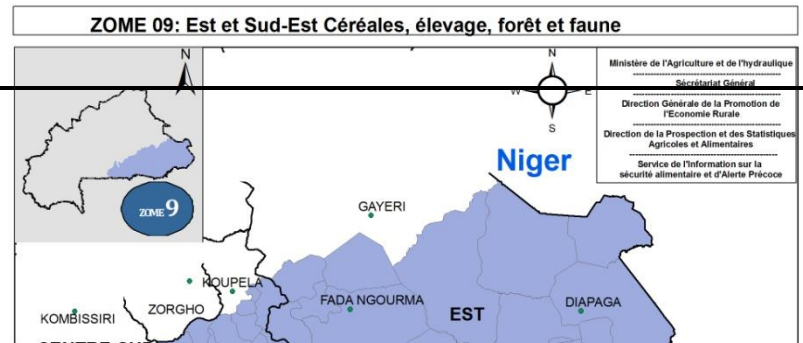 ZOME 09: Est et Sud-Est Céréales, élevage, forêt et faune
N
N
W E
S
Ministère de l'Agriculture et de l'hydraulique
Sécrétariat Général
Direction Générale de la Promotion de
l'Economie Rurale
Direction de la Prospection et des Statistiques
Agricoles et Alimentaires
Service de l'Information sur la
sécurité alimentaire et d'Alerte Précoce
Niger
ZOME 9
GAYERI
KOUPELA
ZORGHO
FADA NGOURMA
EST
DIAPAGA
KOMBISSIRI